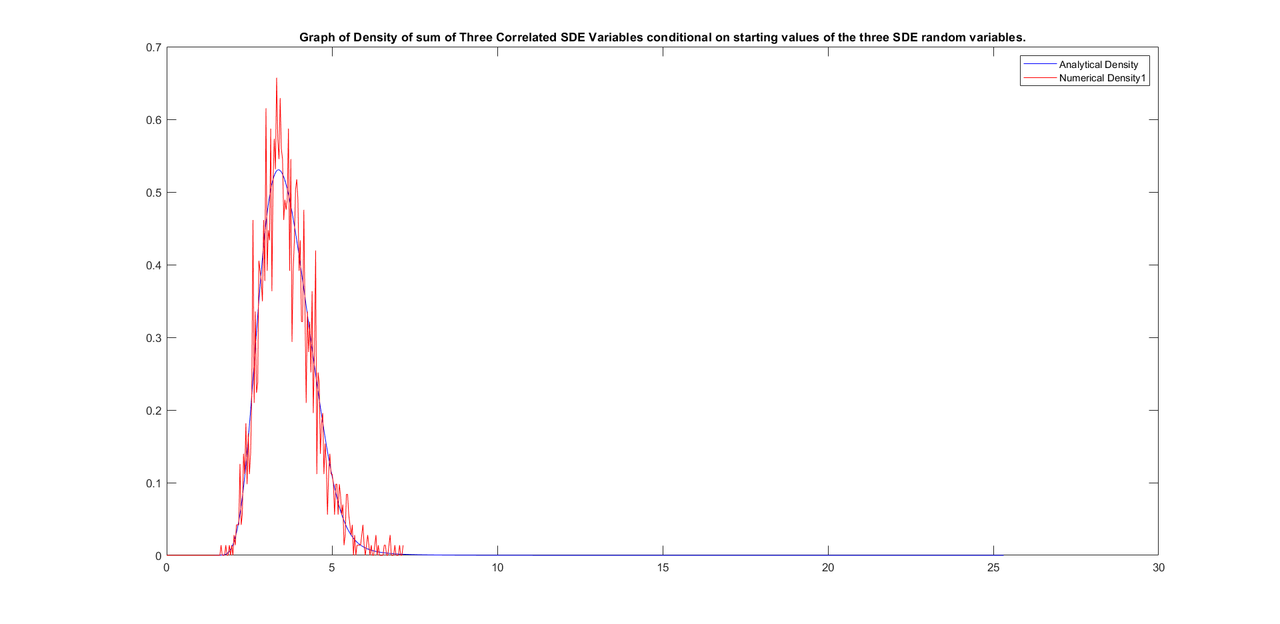 Graph of Density of sum of Three Correlated SDE Variables conditional on starting values of the three SDE random variables.
0.7
Analytical Density
Numerical Density1
0.6
0.5
0.4
0.3
0.2
0.1
0
0 5 10 15 20 25 30